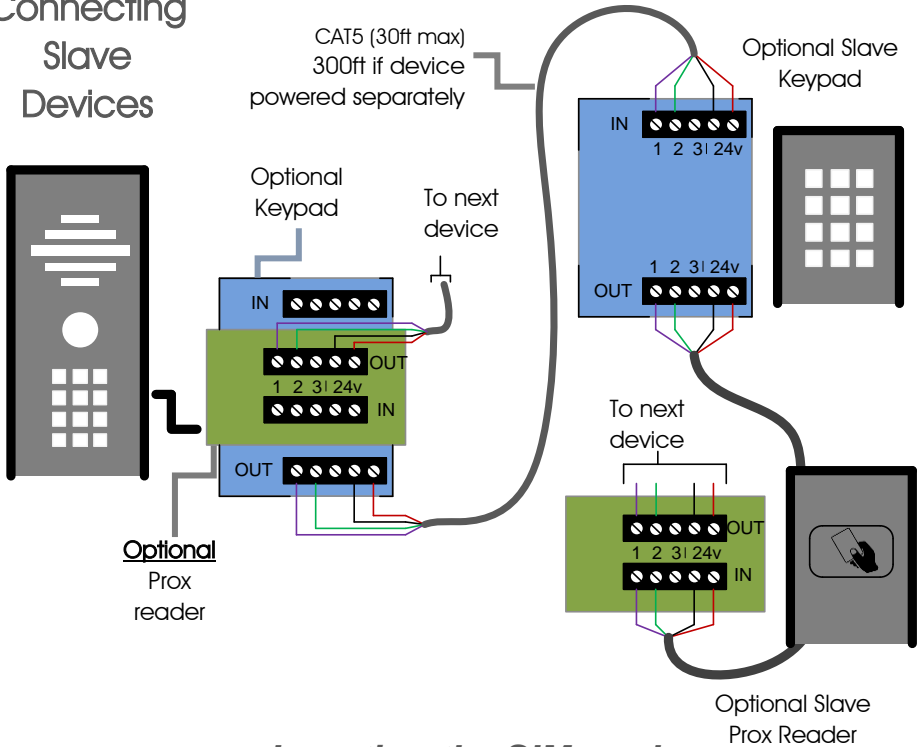 Connecting
Slave
Devices
CAT5 (30ft max)
300ft if device
powered separately
Optional Slave
Keypad
IN
1 2 3 24v
1 2 3 24v
OUT
Optional
Keypad
To next
device
IN
OUT
1 2 3 24v
IN
OUT
Optional
Prox
reader
To next
device
OUT
1 2 3 24v
IN
Optional Slave
Prox Reader